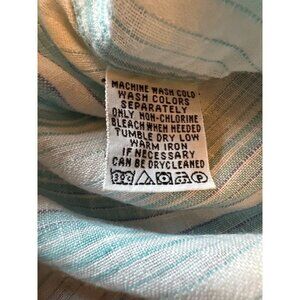 MACHINE WASH COLD
WASH COLORS
SEPARATELY
ONLY NON-CHLORINE
BLEACH WHEN NEEDED
TUMBLE DRY LOW
WARM IRON
IF NECESSARY
CAN BE DRYCLEANED
P